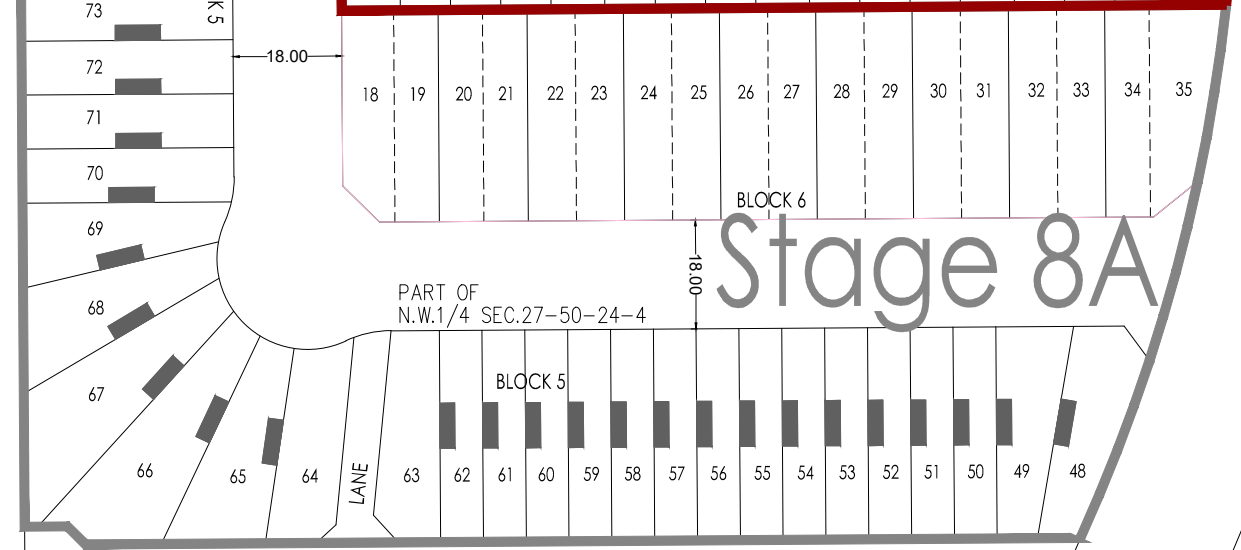 73
K 5
72
18.00
71
70
69
68
67
66
65
64
18 19 20 21 22 23 24 25 26 27 28 29 30 31 32 33 34 35
BLOCK 6
Stage 8A
18.00
PART OF
N.W.1/4 SEC.27-50-24-4
BLOCK 5
LANE
63 62 61 60 59 58 57 56 55 54 53 52 51 50 49 48